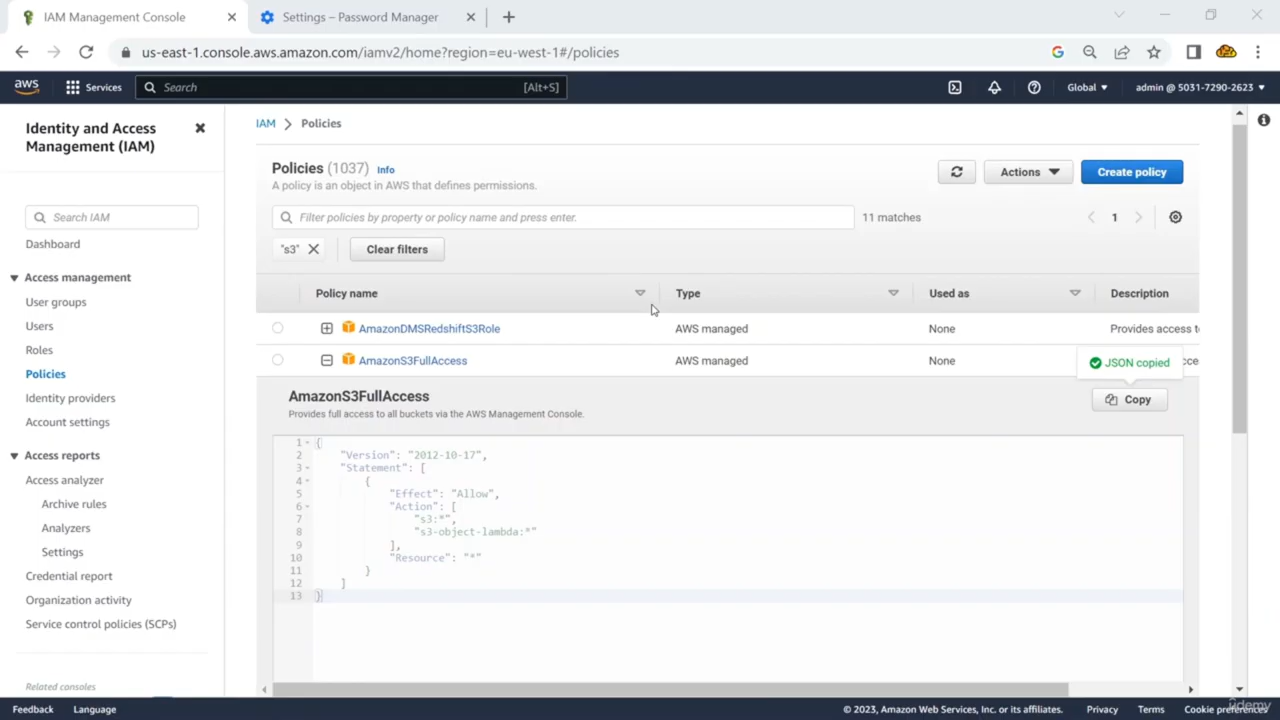 IAM Management Console
Settings – Password Manager
us-east-1.console.aws.amazon.com/iamv2/home?region=eu-west-1#/policies
aws Services Search [Alt+S] Global admin @ 5031-7290-2623
Identity and Access
Management (IAM)
Search IAM
Dashboard
Access management
User groups
Users
Roles
Policies
Identity providers
Account settings
Access reports
Access analyzer
Archive rules
Analyzers
Settings
Credential report
Organization activity
Service control policies (SCPs)
Related consoles
IAM > Policies
Policies (1037) Info
A policy is an object in AWS that defines permissions.
Actions Create policy
Filter policies by property or policy name and press enter. 11 matches 1
"s3" Clear filters
Policy name Type Used as Description
AmazonDMSRedshiftS3Role AWS managed None Provides access t
AmazonS3FullAccess AWS managed None
JSON copied
AmazonS3FullAccess
Provides full access to all buckets via the AWS Management Console.
Copy
1 {
2 "Version": "2012-10-17",
3 "Statement": [
4 {
5 "Effect": "Allow",
6 "Action": [
7 "s3:*",
8 "s3-object-lambda:*"
9 ],
10 "Resource": "*"
11 }
12 ]
13 }
Feedback Language © 2023, Amazon Web Services, Inc. or its affiliates. Privacy Terms Cookie preferences
udemy